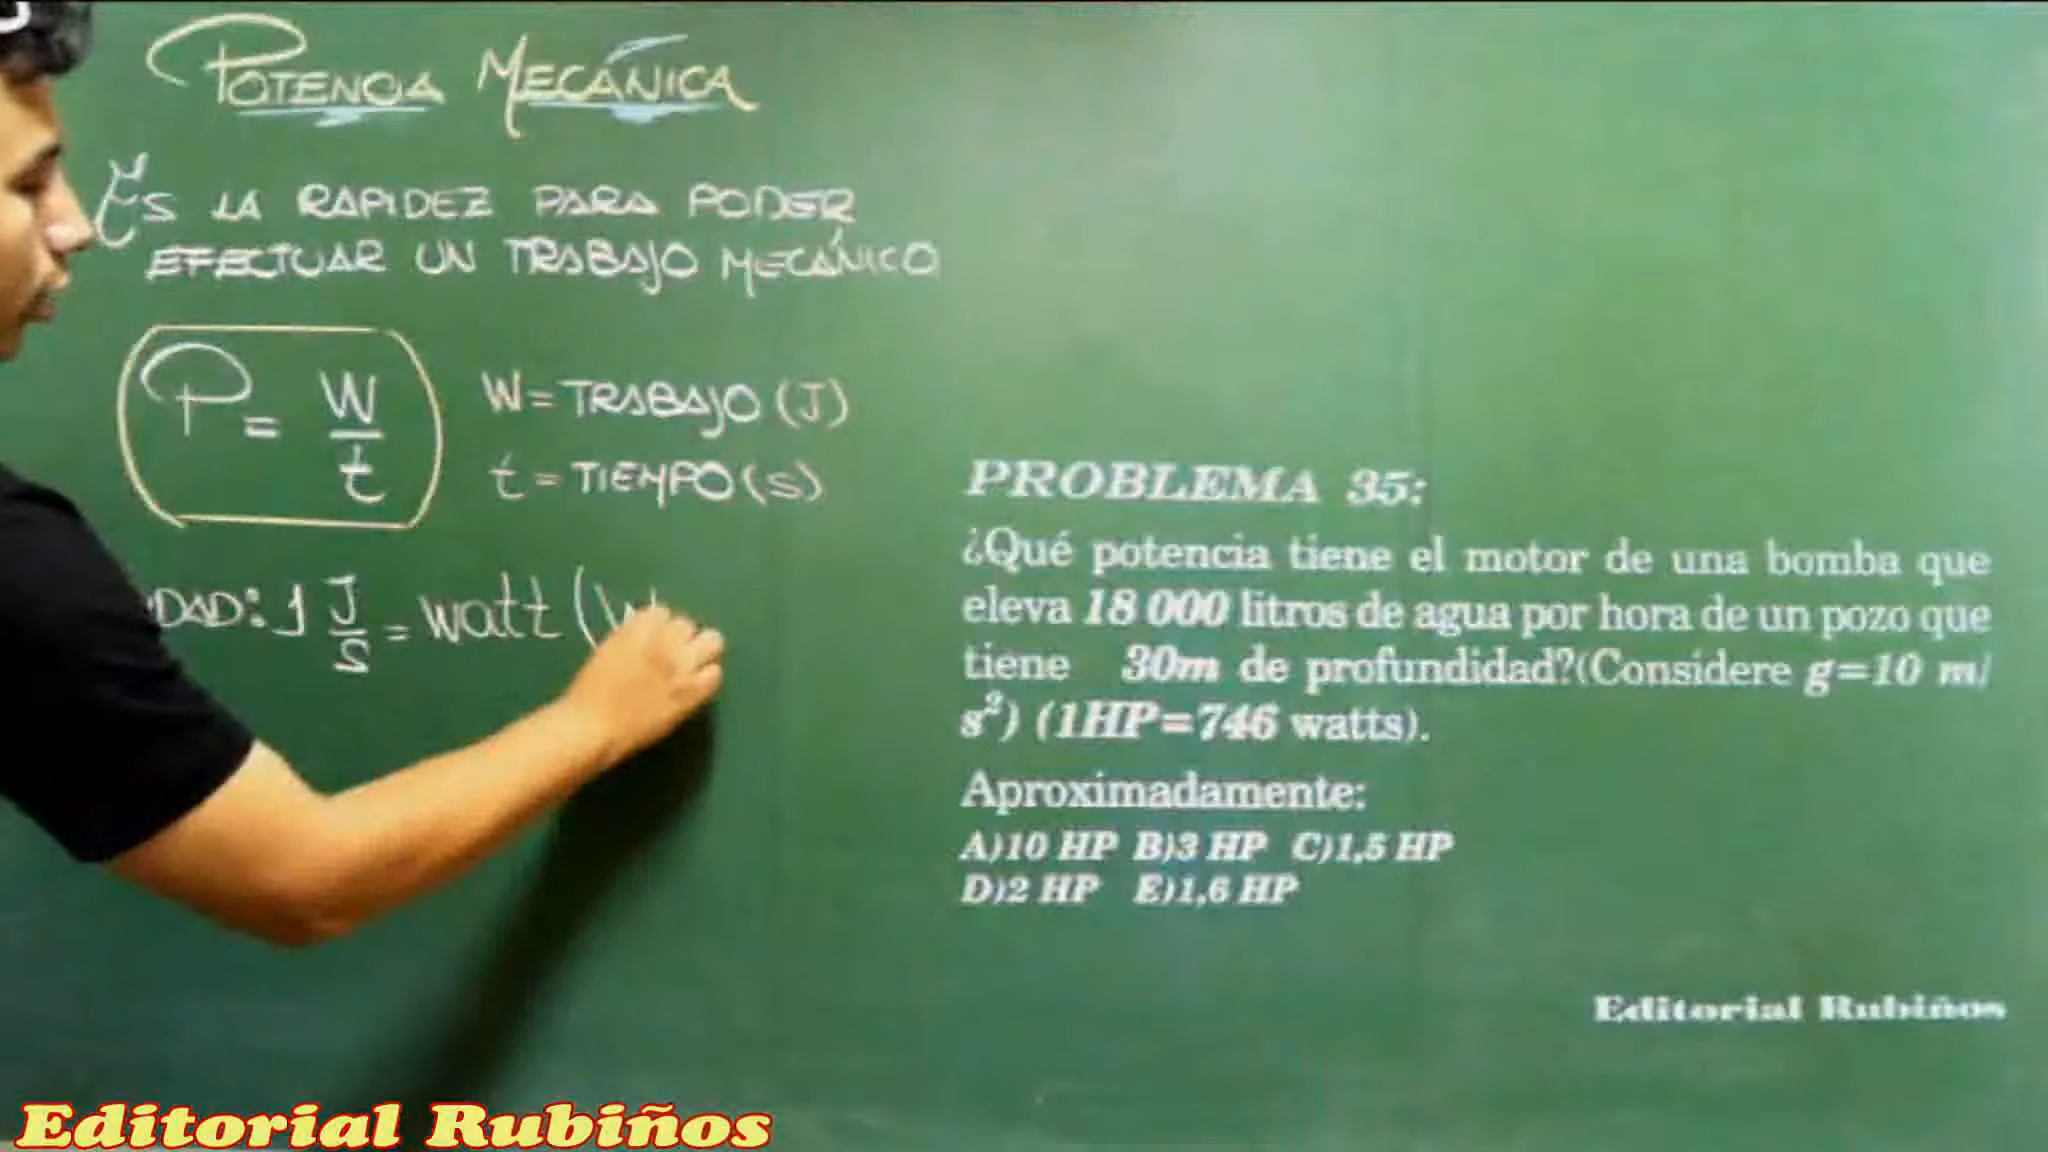 POTENCIA MECÁNICA
ES LA RAPIDEZ PARA PODER
EFECTUAR UN TRABAJO MECÁNICO
P = W/t
W = TRABAJO (J)
t = TIEMPO (s)
DAD: 1 J/s = watt (W
PROBLEMA 35:
¿Qué potencia tiene el motor de una bomba que
eleva 18 000 litros de agua por hora de un pozo que
tiene 30m de profundidad?(Considere g=10 m/
s²) (1HP=746 watts).
Aproximadamente:
A)10 HP B)3 HP C)1,5 HP
D)2 HP E)1,6 HP
Editorial Rubiños
Editorial Rubiños